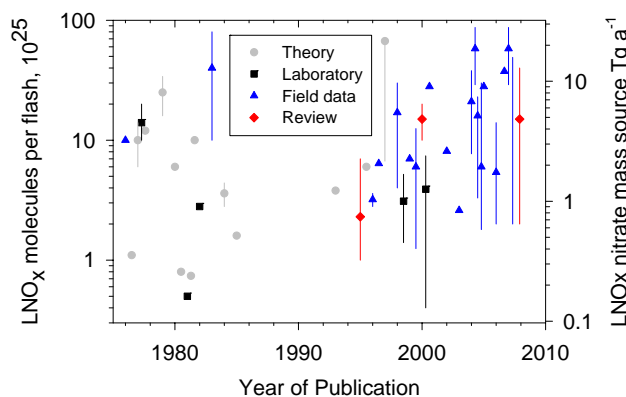 100
10
1
LNOX molecules per flash, 10^25
Theory
Laboratory
Field data
Review
10
1
0.1
LNOx nitrate mass source Tg a^-1
1980
1990
2000
2010
Year of Publication